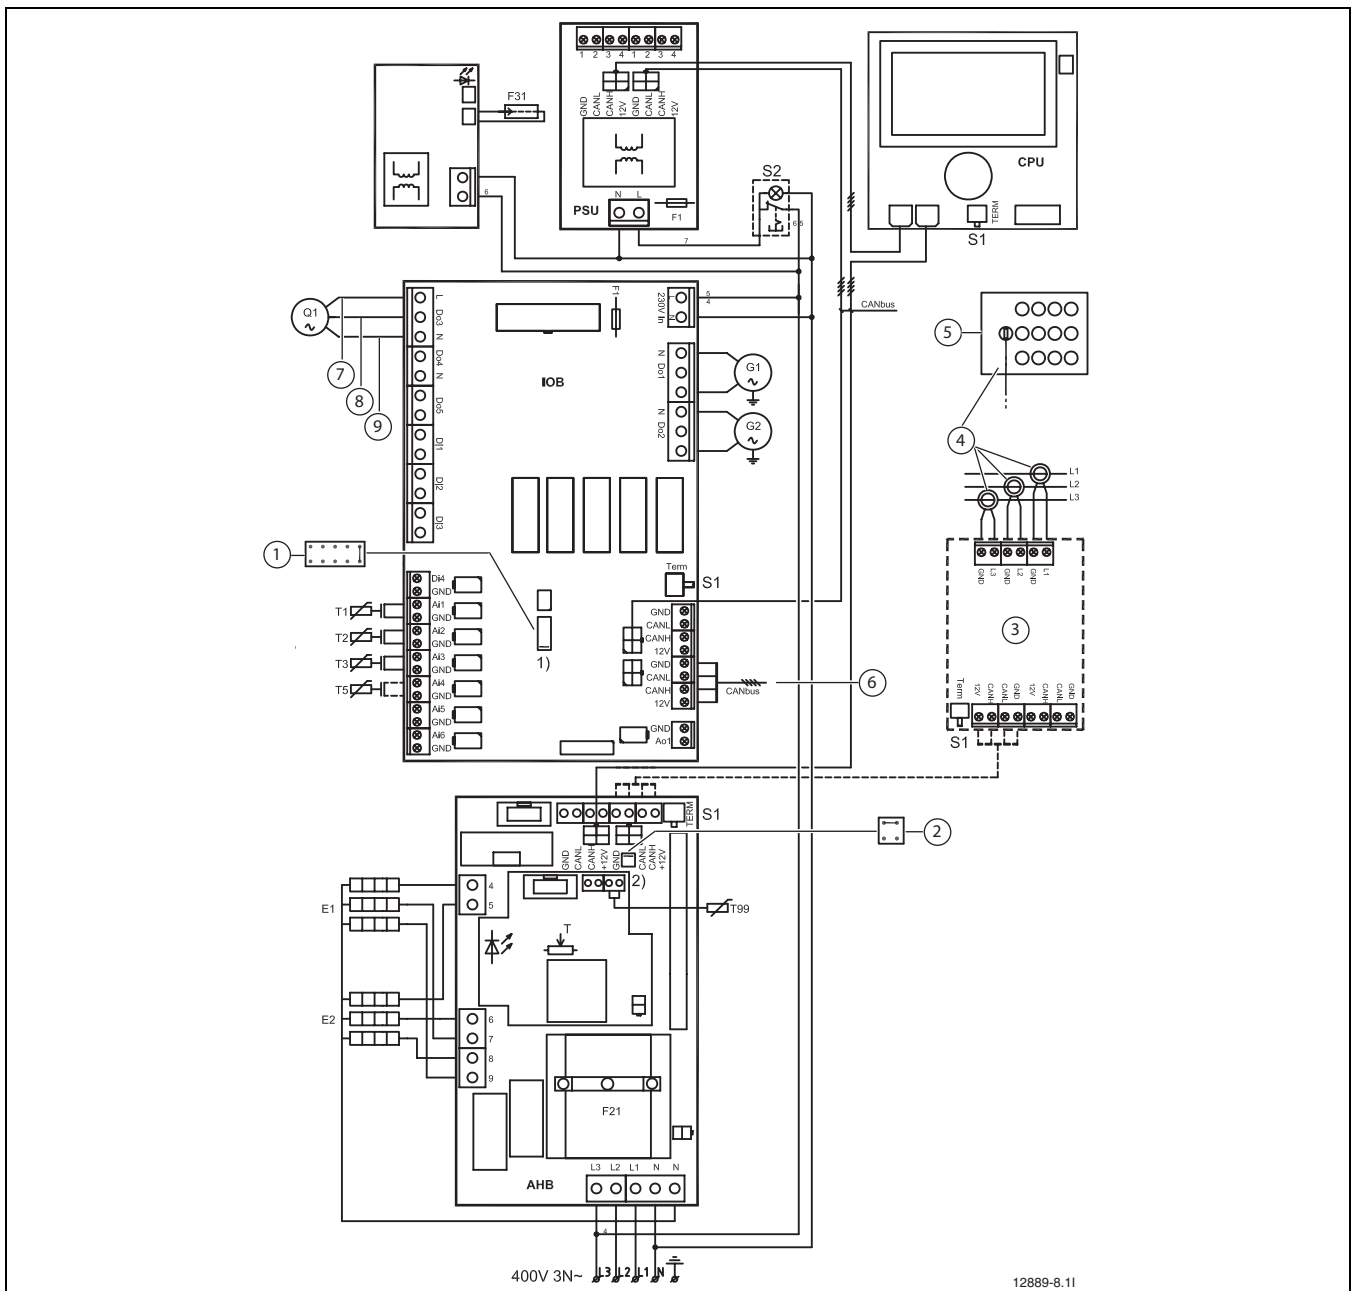 1 2 3 4 1 2 3 4
GND
CANL
CANH
12V
GND
CANL
CANH
12V
F31
6
N L
PSU
F1
S2
7
6 5
CPU
TERM
S1
CANbus
Q1
L
Do3
N
Do4
N
Do5
DI1
DI2
DI3
7
8
9
F1
IOB
L
N
230V In
5
4
N
Do1
N
Do2
G1
G2
5
4
L1
L2
L3
GND
L3
GND
L2
GND
L1
3
Term
12V
CANH
CANL
GND
12V
CANH
CANL
GND
S1
1
T1
T2
T3
T5
Di4
GND
Ai1
GND
Ai2
GND
Ai3
GND
Ai4
GND
Ai5
GND
Ai6
GND
1)
Term
S1
GND
CANL
CANH
12V
GND
CANL
CANH
12V
GND
Ao1
CANbus
6
TERM
S1
GND
CANL
CANH
+12V
GND
CANL
CANH
+12V
2)
2
T99
T
E1
E2
4
5
6
7
8
9
F21
AHB
L3 L2 L1 N N
4
400V 3N~ L3 L2 L1 N
12889-8.1I